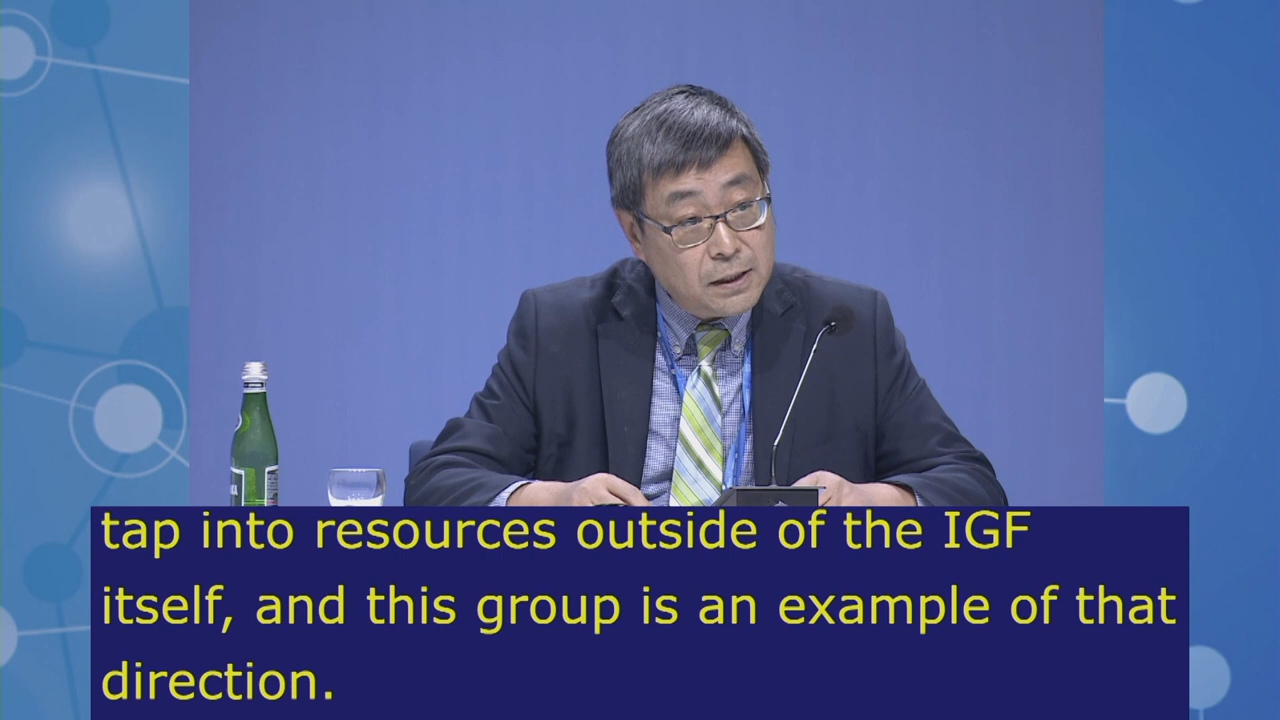 tap into resources outside of the IGF
itself, and this group is an example of that
direction.